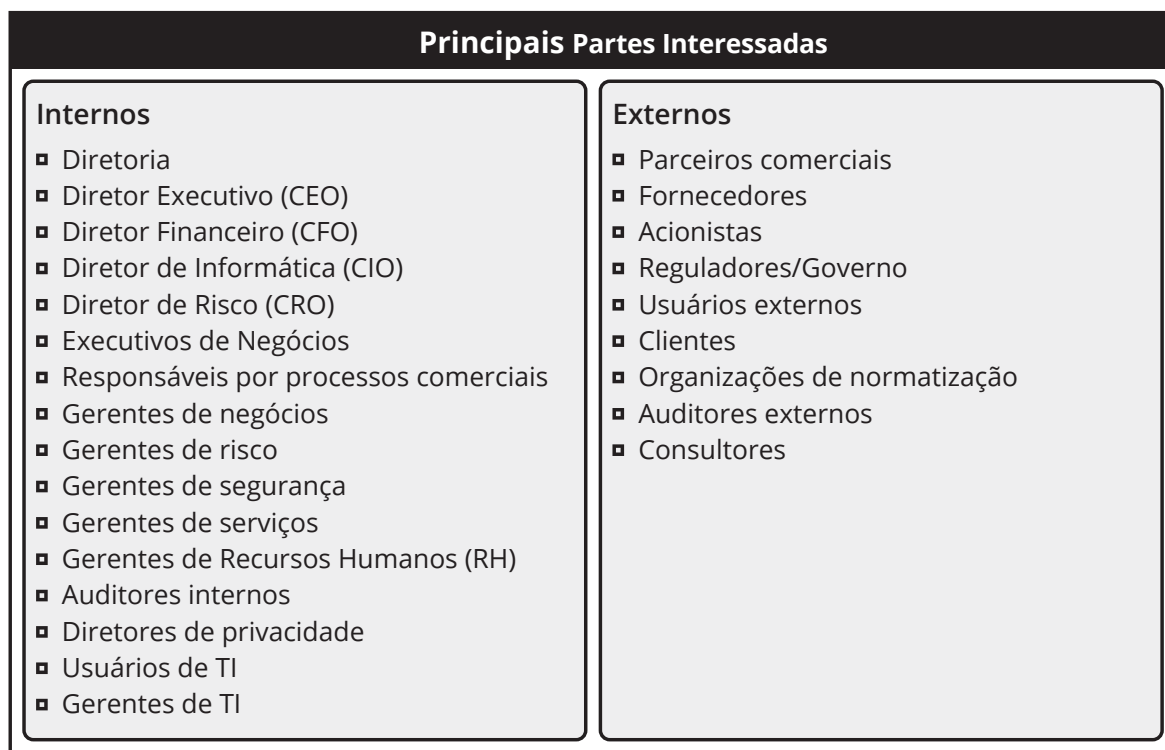 Principais Partes Interessadas
Internos
Diretoria
Diretor Executivo (CEO)
Diretor Financeiro (CFO)
Diretor de Informática (CIO)
Diretor de Risco (CRO)
Executivos de Negócios
Responsáveis por processos comerciais
Gerentes de negócios
Gerentes de risco
Gerentes de segurança
Gerentes de serviços
Gerentes de Recursos Humanos (RH)
Auditores internos
Diretores de privacidade
Usuários de TI
Gerentes de TI
Externos
Parceiros comerciais
Fornecedores
Acionistas
Reguladores/Governo
Usuários externos
Clientes
Organizações de normatização
Auditores externos
Consultores